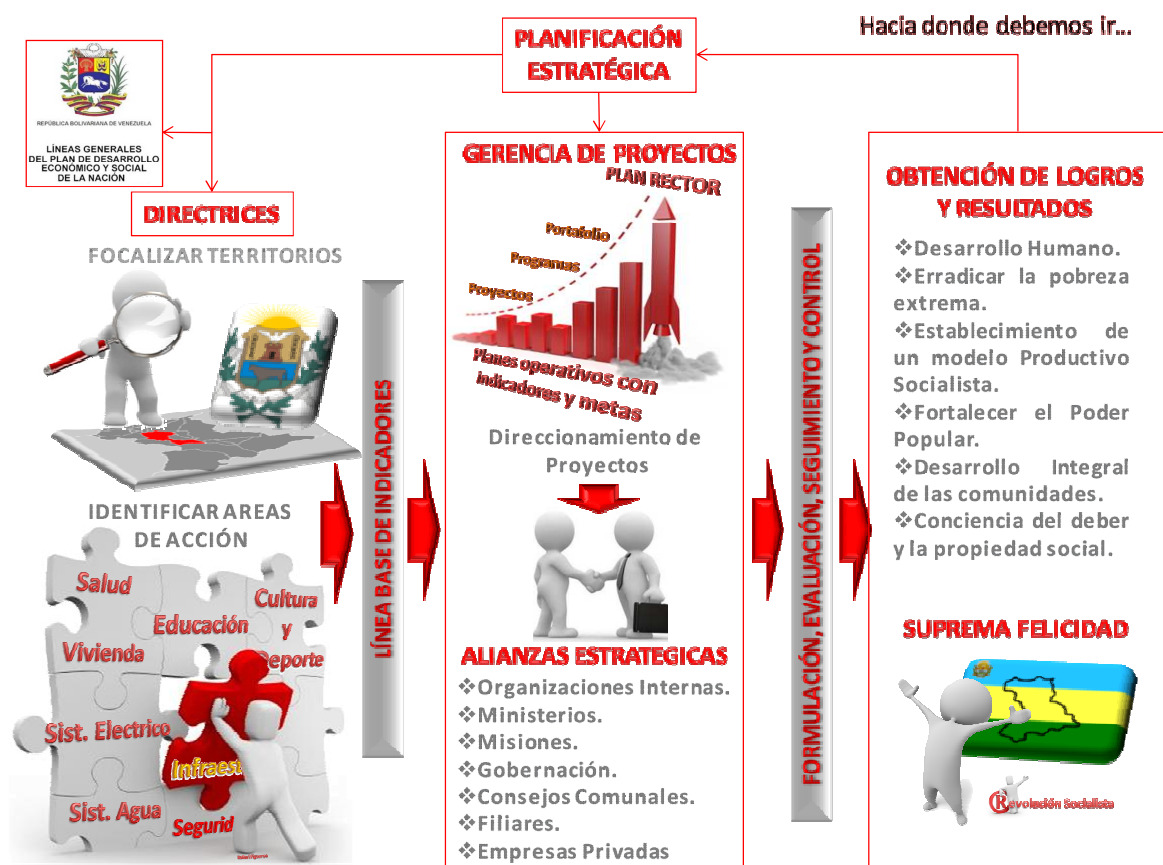 Hacia donde debemos ir...
PLANIFICACIÓN
ESTRATÉGICA
REPÚBLICA BOLIVARIANA DE VENEZUELA
LÍNEAS GENERALES
DEL PLAN DE DESARROLLO
ECONÓMICO Y SOCIAL
DE LA NACIÓN
DIRECTRICES
FOCALIZAR TERRITORIOS
IDENTIFICAR AREAS
DE ACCIÓN
Salud
Educación
Cultura
y
Deporte
Vivienda
Sist. Electrico
Infraest
Sist. Agua
Segurid
LÍNEA BASE DE INDICADORES
GERENCIA DE PROYECTOS
PLAN RECTOR
Portafolio
Programas
Proyectos
Planes operativos con
indicadores y metas
Direccionamiento de
Proyectos
ALIANZAS ESTRATEGICAS
❖Organizaciones Internas.
❖Ministerios.
❖Misiones.
❖Gobernación.
❖Consejos Comunales.
❖Filiares.
❖Empresas Privadas
FORMULACIÓN, EVALUACIÓN, SEGUIMIENTO Y CONTROL
OBTENCIÓN DE LOGROS
Y RESULTADOS
❖Desarrollo Humano.
❖Erradicar la pobreza
extrema.
❖Establecimiento de
un modelo Productivo
Socialista.
❖Fortalecer el Poder
Popular.
❖Desarrollo Integral
de las comunidades.
❖Conciencia del deber
y la propiedad social.
SUPREMA FELICIDAD
Revolución Socialista